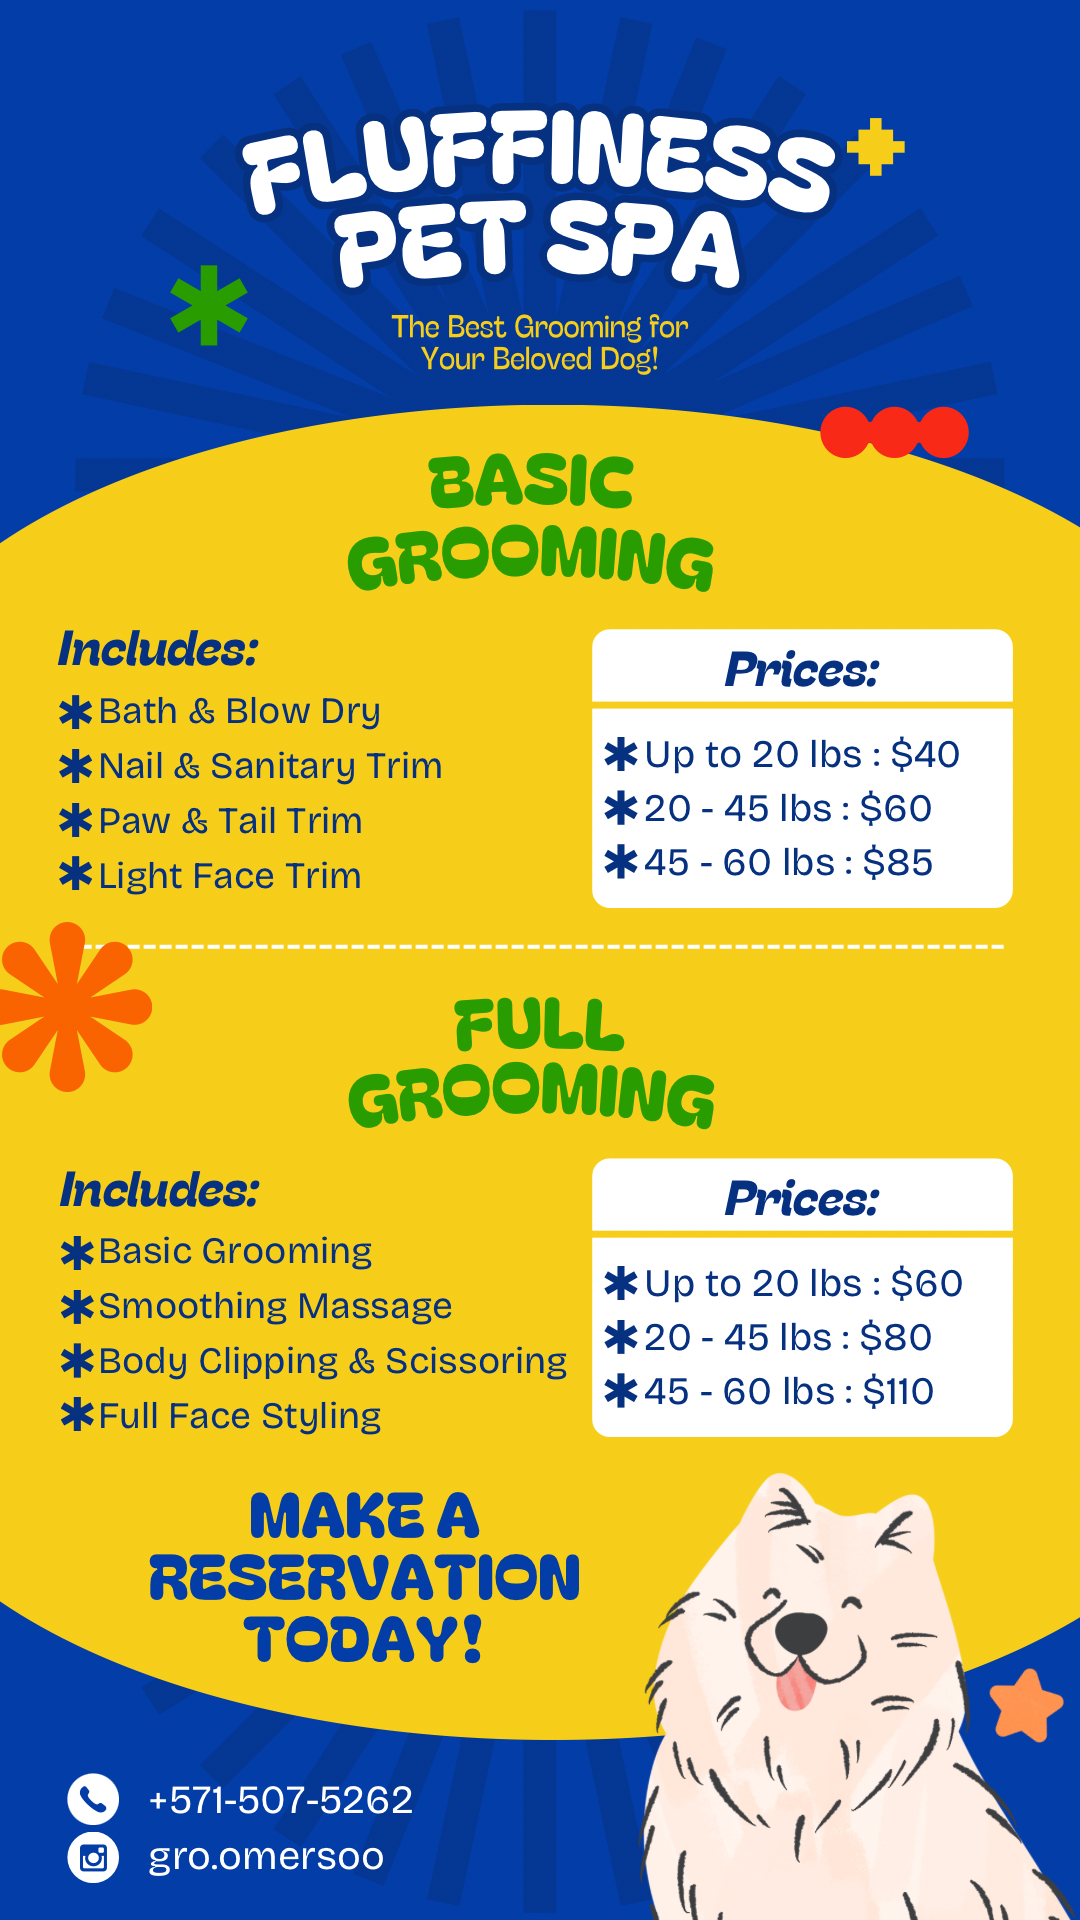 FLUFFINESS
PET SPA
The Best Grooming for
Your Beloved Dog!
BASIC
GROOMING
Includes:
Bath & Blow Dry
Nail & Sanitary Trim
Paw & Tail Trim
Light Face Trim
Prices:
Up to 20 lbs : $40
20 - 45 lbs : $60
45 - 60 lbs : $85
FULL
GROOMING
Includes:
Basic Grooming
Smoothing Massage
Body Clipping & Scissoring
Full Face Styling
Prices:
Up to 20 lbs : $60
20 - 45 lbs : $80
45 - 60 lbs : $110
MAKE A
RESERVATION
TODAY!
+571-507-5262
gro.omersoo